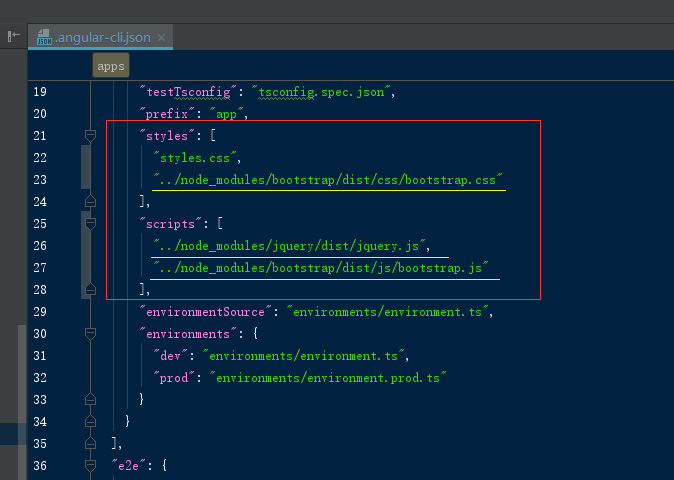 JSON .angular-cli.json ×
apps
19 "testTsconfig": "tsconfig.spec.json",
20 "prefix": "app",
21 "styles": [
22 "styles.css",
23 "../node_modules/bootstrap/dist/css/bootstrap.css"
24 ],
25 "scripts": [
26 "../node_modules/jquery/dist/jquery.js",
27 "../node_modules/bootstrap/dist/js/bootstrap.js"
28 ],
29 "environmentSource": "environments/environment.ts",
30 "environments": {
31 "dev": "environments/environment.ts",
32 "prod": "environments/environment.prod.ts"
33 }
34 }
35 ],
36 "e2e": {